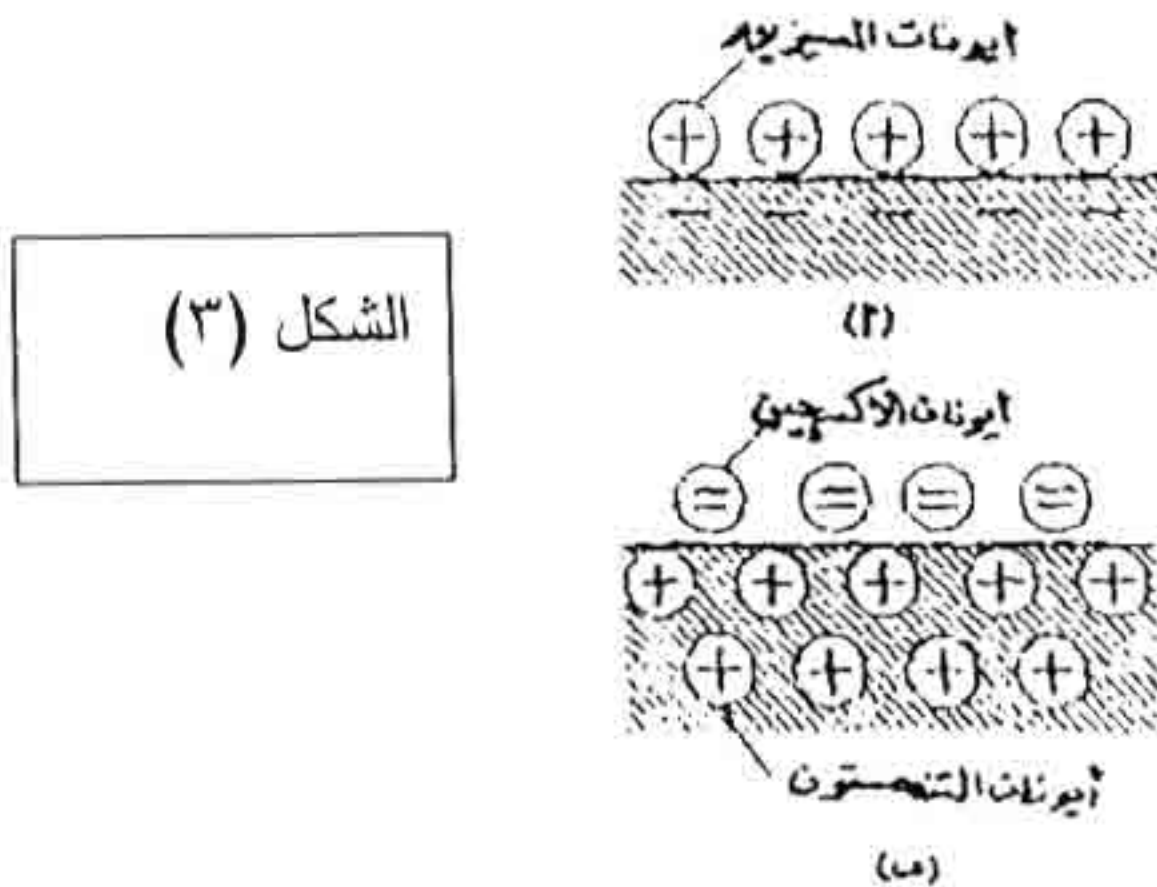 أيونات السيزيوم
(أ)
الشكل (٣)
أيونات الأكسجين
أيونات التنجستون
(ب)